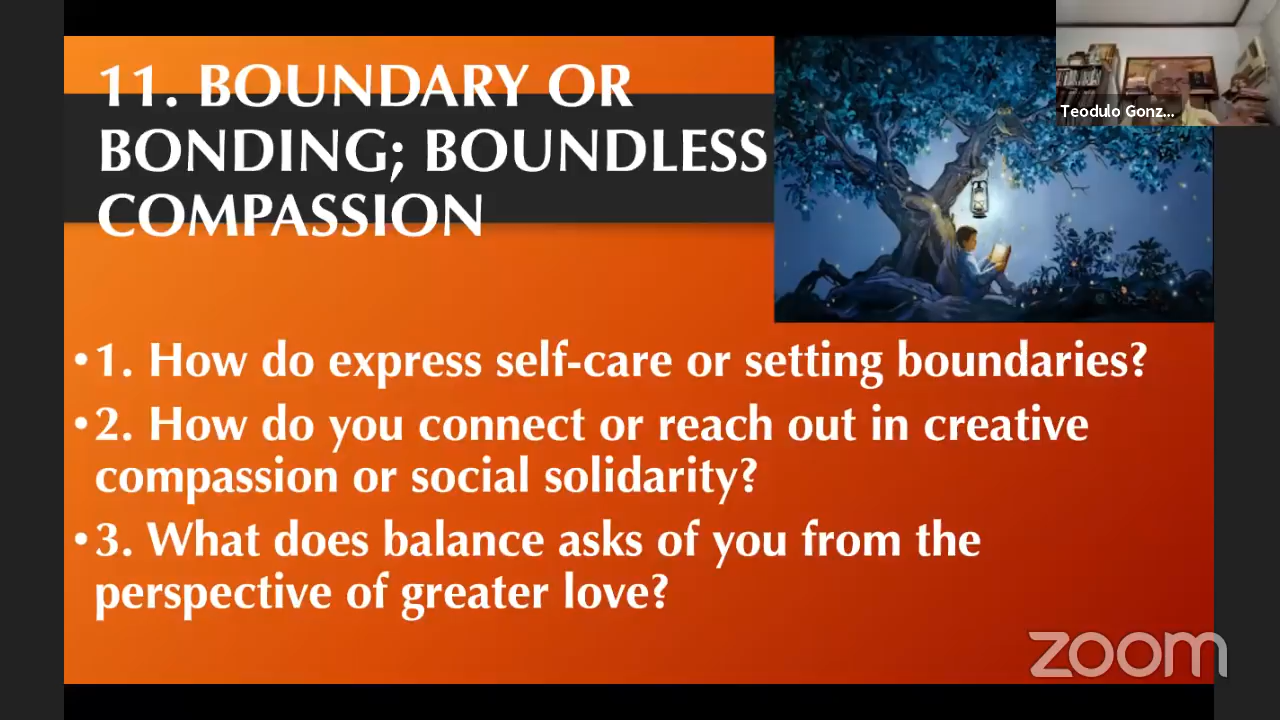 11. BOUNDARY OR
BONDING; BOUNDLESS
COMPASSION
Teodulo Gonz...
•1. How do express self-care or setting boundaries?
•2. How do you connect or reach out in creative
compassion or social solidarity?
•3. What does balance asks of you from the
perspective of greater love?
zoom